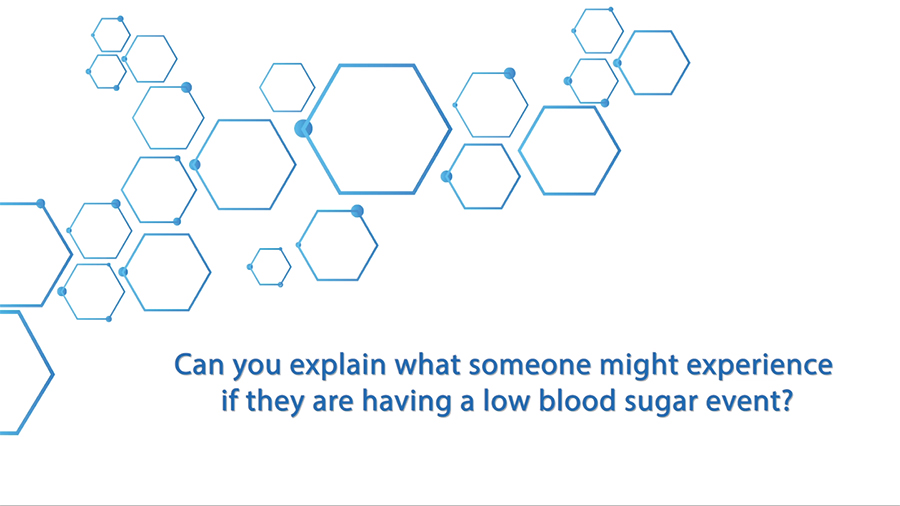 Can you explain what someone might experience
if they are having a low blood sugar event?